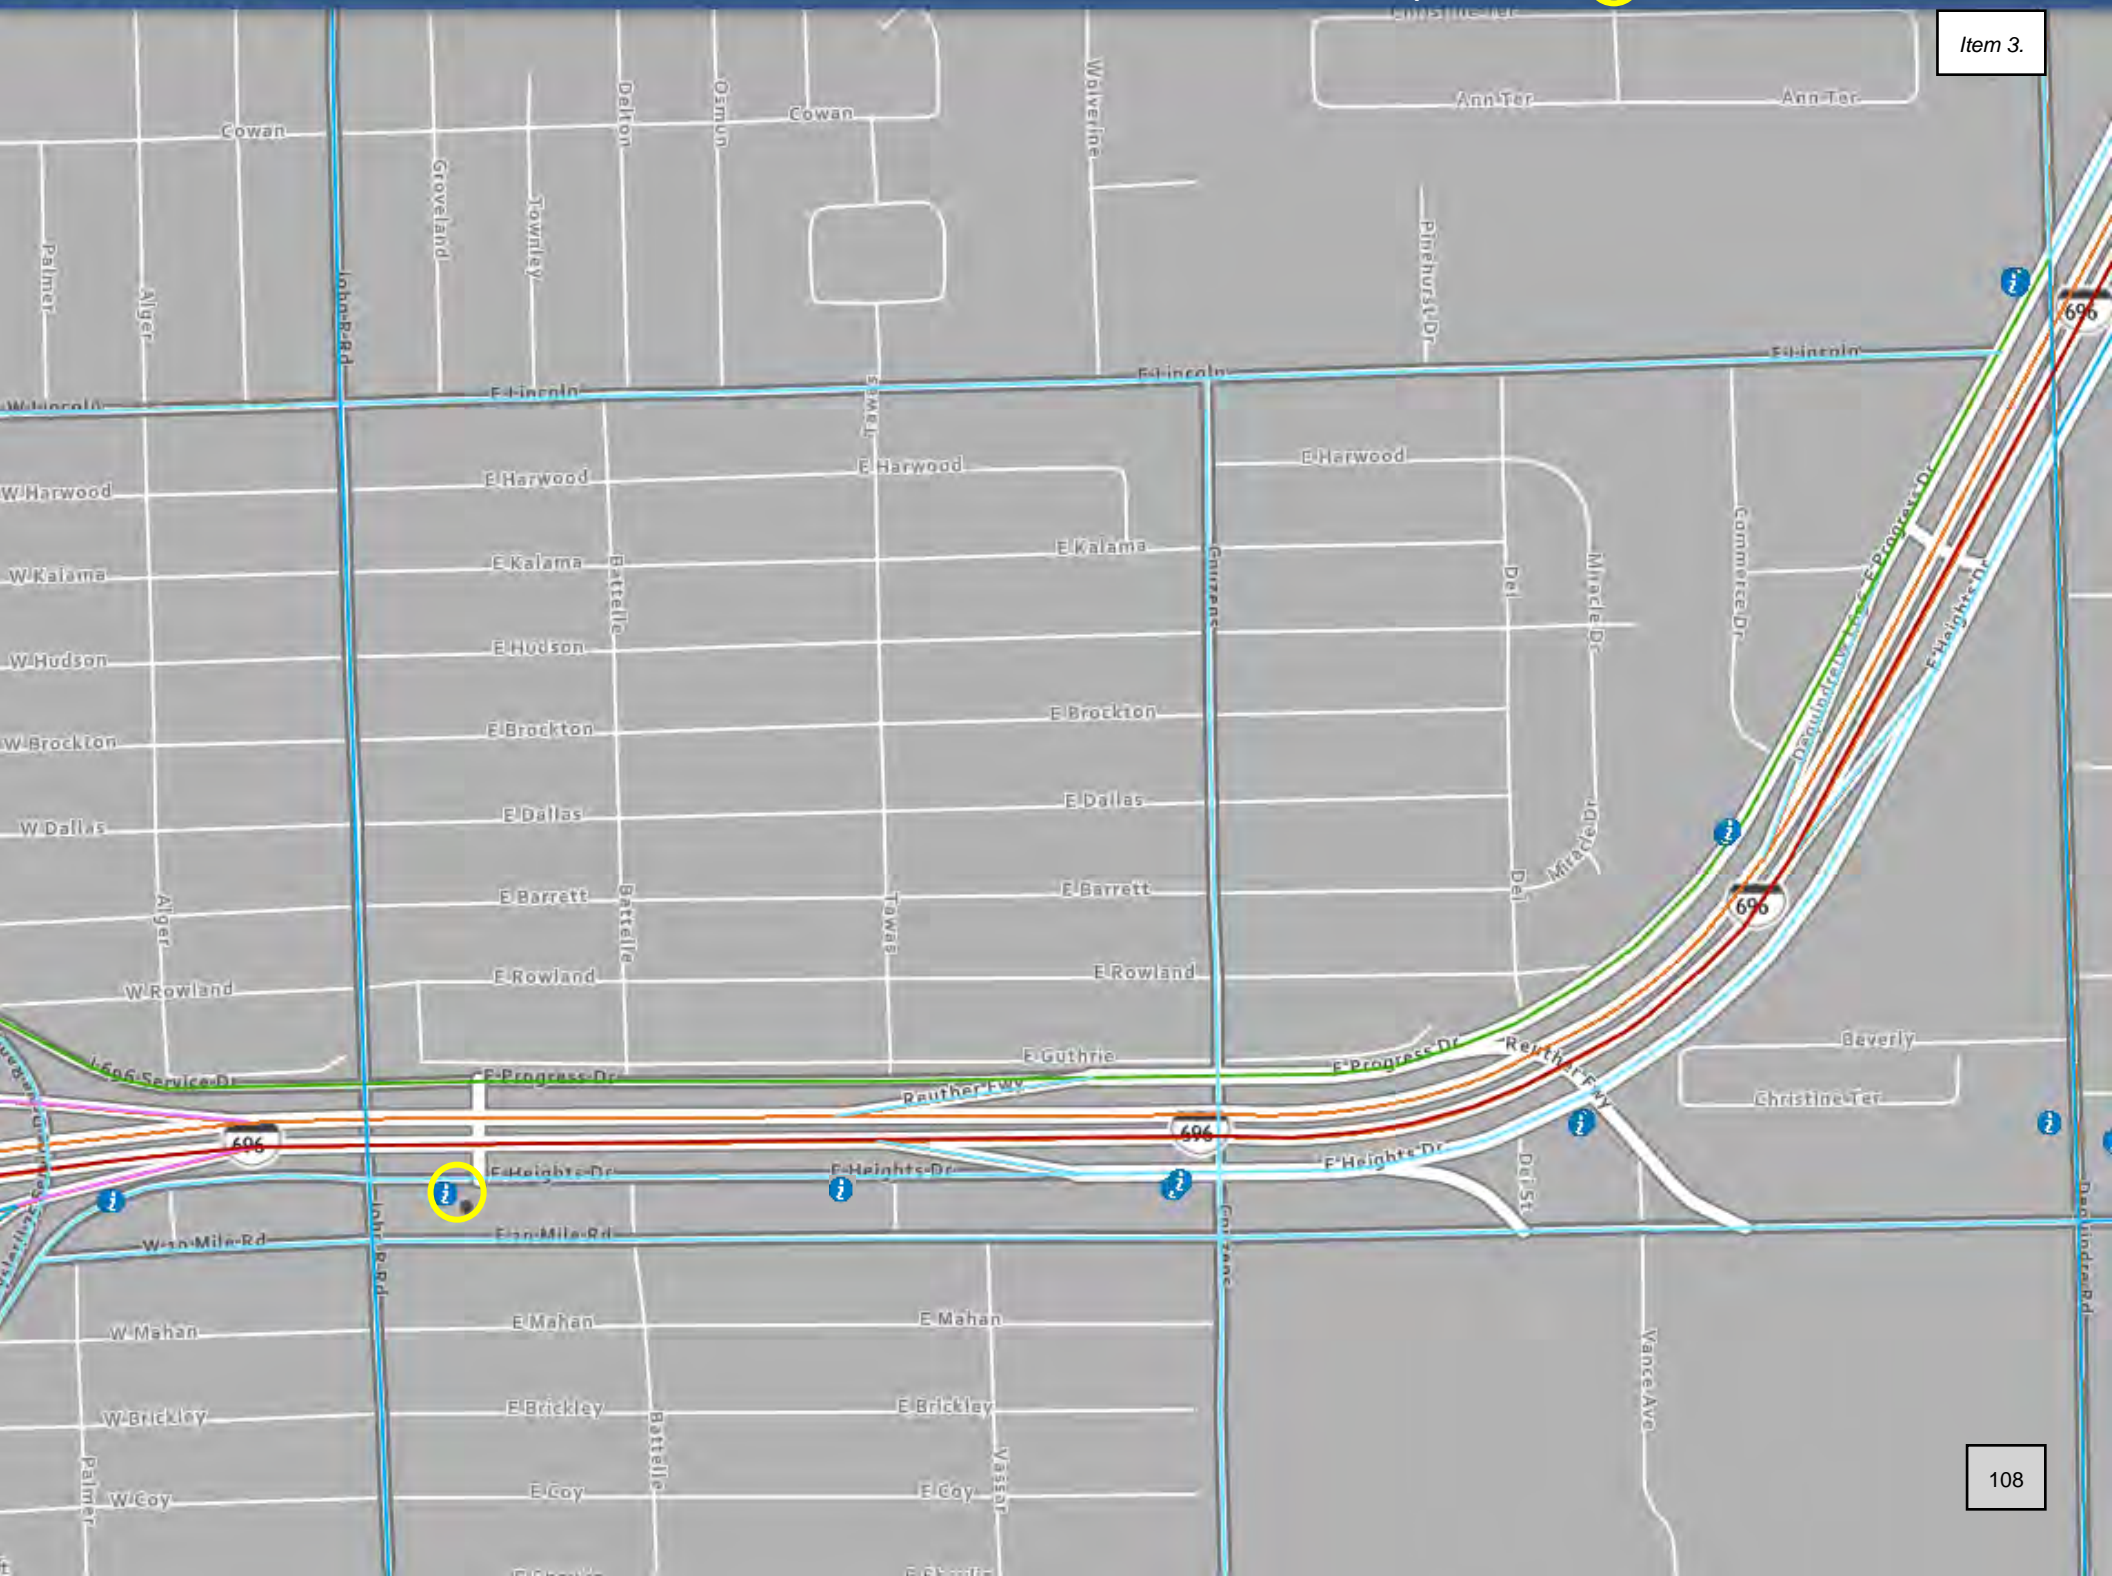 Christine Ter
Item 3.
Ann Ter
Ann Ter
Cowan
Cowan
Delton
Osmun
Wolverine
Groveland
Townley
Palmer
Alger
John R Rd
Pinehurst Dr
696
W Lincoln
E Lincoln
E Lincoln
E Lincoln
Tawas
W Harwood
E Harwood
E Harwood
E Harwood
W Kalama
E Kalama
E Kalama
Battelle
Couzens
Del
Miracle Dr
Commerce Dr
E Progress Dr
E Heights Dr
W Hudson
E Hudson
W Brockton
E Brockton
E Brockton
W Dallas
E Dallas
E Dallas
Miracle Dr
E Barrett
E Barrett
Alger
Battelle
Tawas
Del
696
W Rowland
E Rowland
E Rowland
I-696 Service Dr
E Progress Dr
E Guthrie
E Progress Dr
Reuther Fwy
Reuther Fwy
Beverly
Christine Ter
696
696
E Heights Dr
E Heights Dr
E Heights Dr
Del St
W 10 Mile Rd
E 10 Mile Rd
John R Rd
Couzens
Dequindre Rd
W Mahan
E Mahan
E Mahan
Vance Ave
W Brickley
E Brickley
E Brickley
Palmer
Battelle
Vassar
W Coy
E Coy
E Coy
108